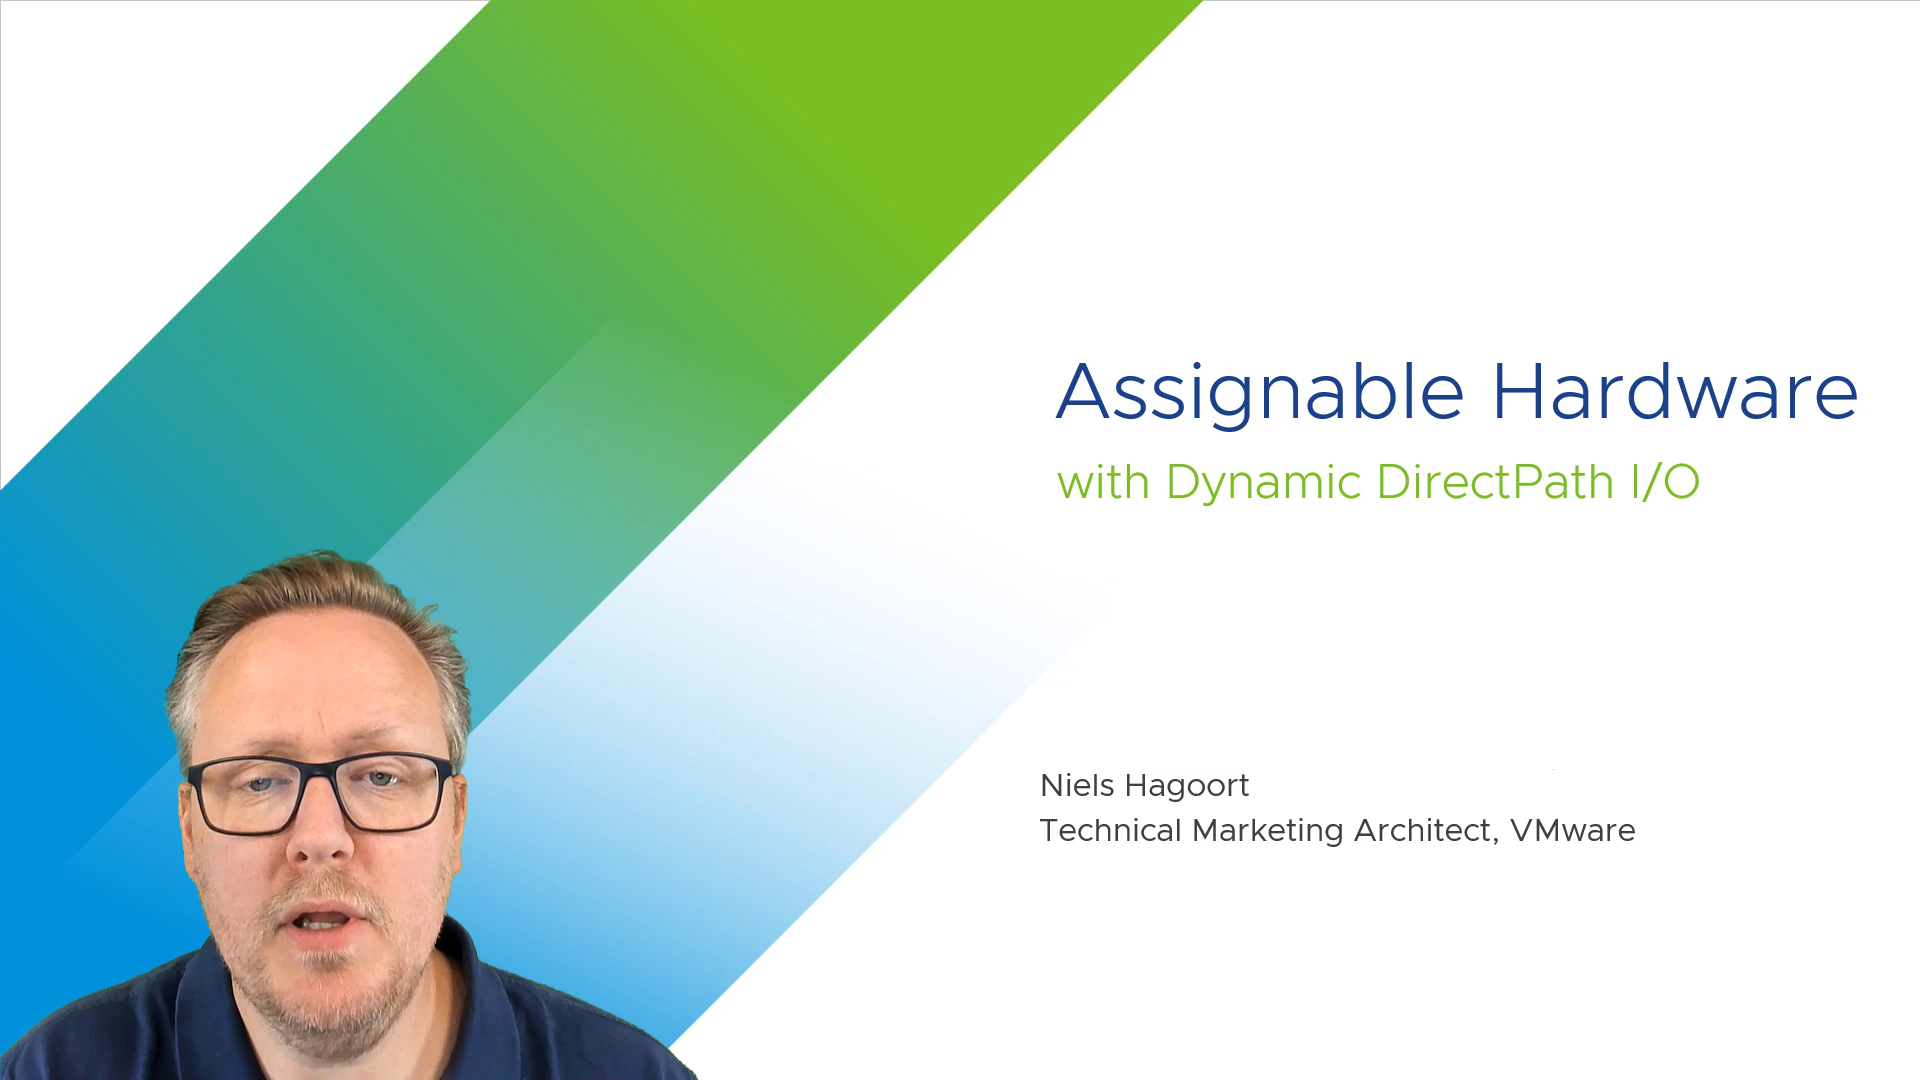 Assignable Hardware
with Dynamic DirectPath I/O
Niels Hagoort
Technical Marketing Architect, VMware